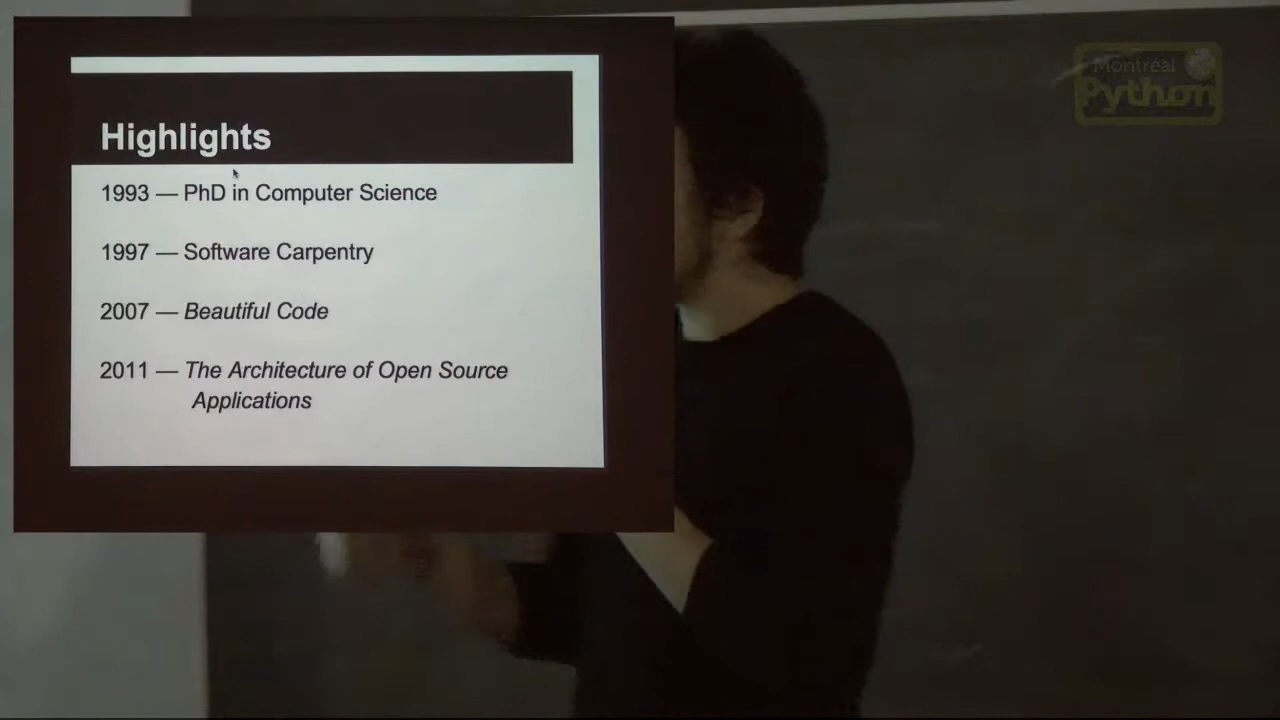 Highlights
1993 — PhD in Computer Science
1997 — Software Carpentry
2007 — Beautiful Code
2011 — The Architecture of Open Source
Applications
Montréal
Python